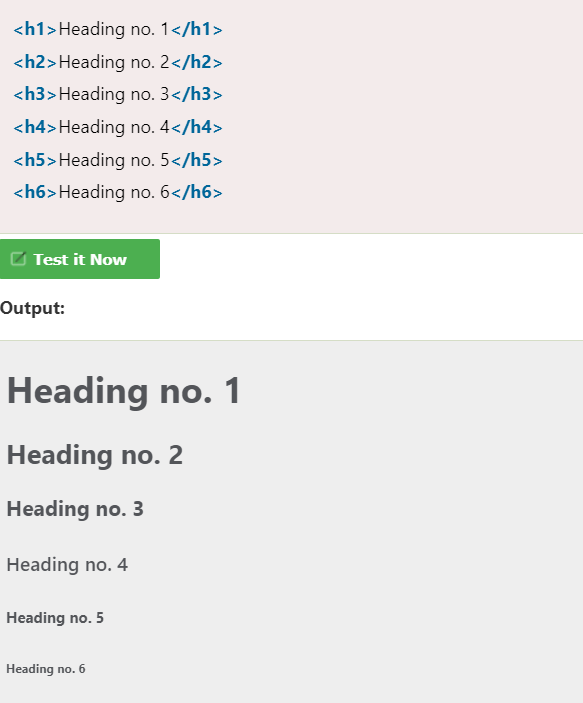 <h1>Heading no. 1</h1>
<h2>Heading no. 2</h2>
<h3>Heading no. 3</h3>
<h4>Heading no. 4</h4>
<h5>Heading no. 5</h5>
<h6>Heading no. 6</h6>
Test it Now
Output:
Heading no. 1
Heading no. 2
Heading no. 3
Heading no. 4
Heading no. 5
Heading no. 6